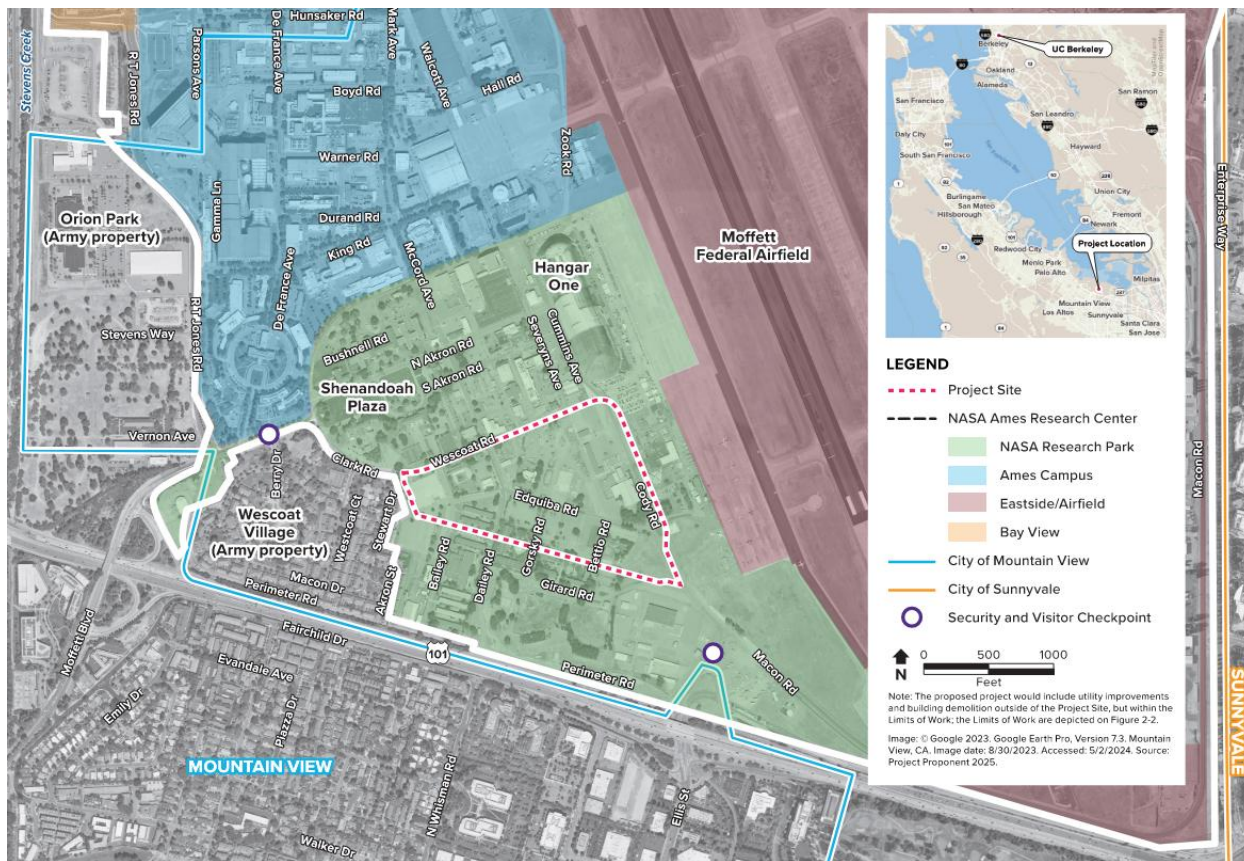 Hunsaker Rd
De France Ave
Mark Ave
Parsons Ave
R T Jones Rd
Stevens Creek
Walcott Ave
Hall Rd
Boyd Rd
Warner Rd
Zook Rd
Gamma Ln
Durand Rd
King Rd
McCord Ave
De France Ave
Orion Park
(Army property)
Stevens Way
R T Jones Rd
Vernon Ave
Moffett
Federal Airfield
Hangar
One
Bushnell Rd
N Akron Rd
S Akron Rd
Severyns Ave
Cummins Ave
Shenandoah
Plaza
Wescoat Rd
Clark Rd
Berry Dr
Wescoat
Village
(Army property)
Westcoat Ct
Stewart Dr
Akron St
Macon Dr
Perimeter Rd
Edquiba Rd
Cody Rd
Bailey Rd
Dailey Rd
Gorsky Rd
Bettio Rd
Girard Rd
Perimeter Rd
Macon Rd
Fairchild Dr
101
Moffett Blvd
Evandale Ave
Emily Dr
Piazza Dr
MOUNTAIN VIEW
N Whisman Rd
Walker Dr
Ellis St
Enterprise Way
Macon Rd
SUNNYVALE
UC Berkeley
Berkeley
Oakland
Alameda
San Francisco
San Leandro
San Ramon
Daly City
South San Francisco
Hayward
Burlingame
San Mateo
Hillsborough
Union City
Fremont
Newark
Redwood City
Project Location
Menlo Park
Palo Alto
Milpitas
Mountain View
Los Altos
Sunnyvale
Santa Clara
San Jose
LEGEND
Project Site
NASA Ames Research Center
NASA Research Park
Ames Campus
Eastside/Airfield
Bay View
City of Mountain View
City of Sunnyvale
Security and Visitor Checkpoint
N
0 500 1000
Feet
Note: The proposed project would include utility improvements
and building demolition outside of the Project Site, but within the
Limits of Work; the Limits of Work are depicted on Figure 2-2.
Image: © Google 2023. Google Earth Pro, Version 7.3. Mountain
View, CA. Image date: 8/30/2023. Accessed: 5/2/2024. Source:
Project Proponent 2025.